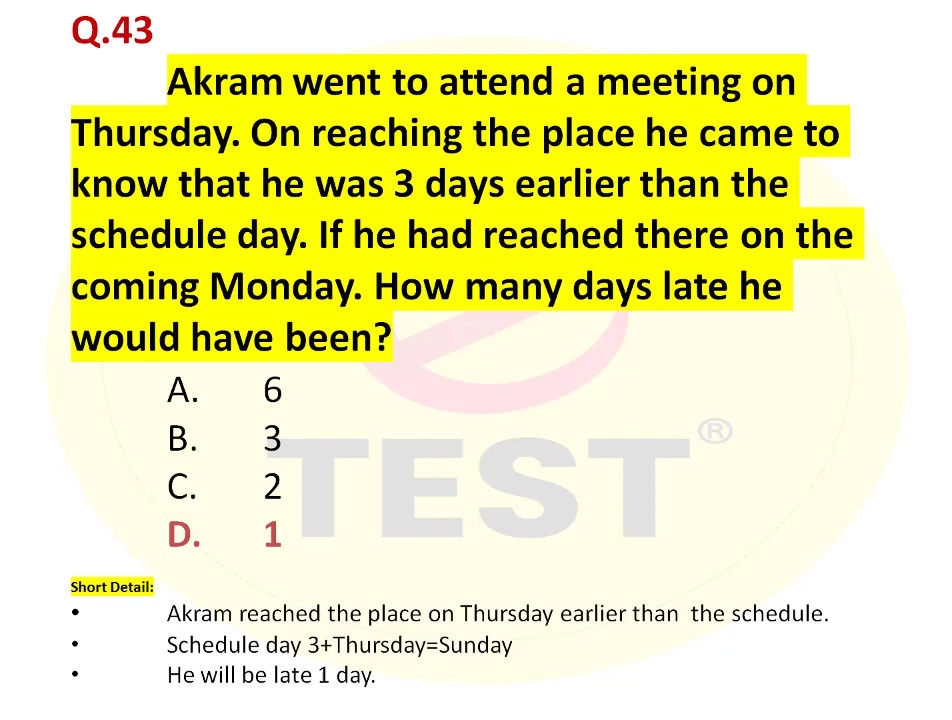 Q.43
Akram went to attend a meeting on
Thursday. On reaching the place he came to
know that he was 3 days earlier than the
schedule day. If he had reached there on the
coming Monday. How many days late he
would have been?
A. 6
B. 3
C. 2
D. 1
TEST ®
Short Detail:
• Akram reached the place on Thursday earlier than the schedule.
• Schedule day 3+Thursday=Sunday
• He will be late 1 day.